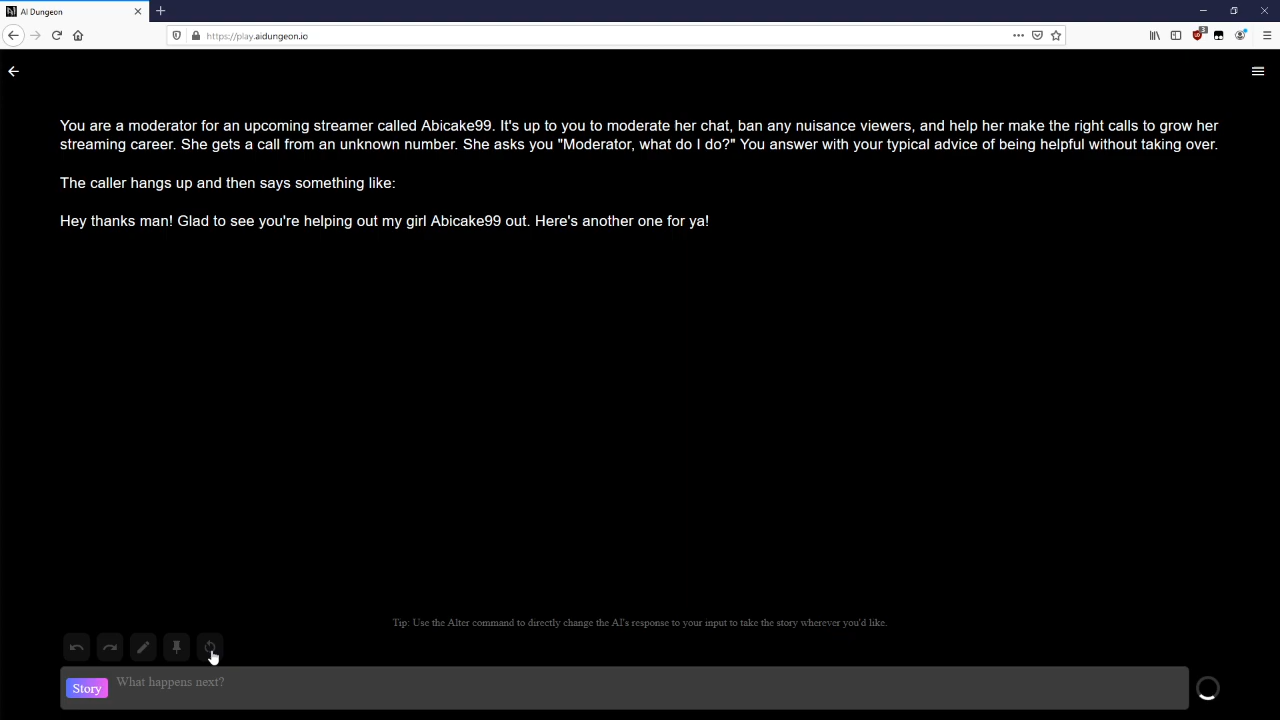 AI Dungeon
https://play.aidungeon.io
You are a moderator for an upcoming streamer called Abicake99. It's up to you to moderate her chat, ban any nuisance viewers, and help her make the right calls to grow her
streaming career. She gets a call from an unknown number. She asks you "Moderator, what do I do?" You answer with your typical advice of being helpful without taking over.
The caller hangs up and then says something like:
Hey thanks man! Glad to see you're helping out my girl Abicake99 out. Here's another one for ya!
Tip: Use the Alter command to directly change the AI's response to your input to take the story wherever you'd like.
Story What happens next?